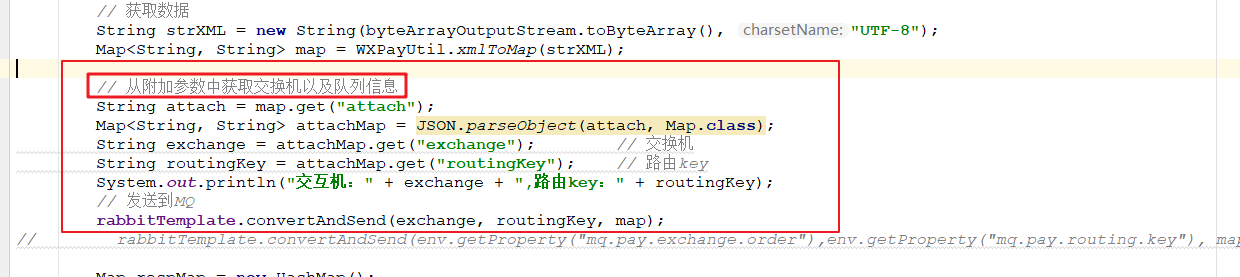 // 获取数据
String strXML = new String(byteArrayOutputStream.toByteArray(), charsetName: "UTF-8");
Map<String, String> map = WXPayUtil.xmlToMap(strXML);
// 从附加参数中获取交换机以及队列信息
String attach = map.get("attach");
Map<String, String> attachMap = JSON.parseObject(attach, Map.class);
String exchange = attachMap.get("exchange"); // 交换机
String routingKey = attachMap.get("routingKey"); // 路由key
System.out.println("交互机：" + exchange + ",路由key：" + routingKey);
// 发送到MQ
rabbitTemplate.convertAndSend(exchange, routingKey, map);
// rabbitTemplate.convertAndSend(env.getProperty("mq.pay.exchange.order"),env.getProperty("mq.pay.routing.key"), map
Map respMap = new HashMap();